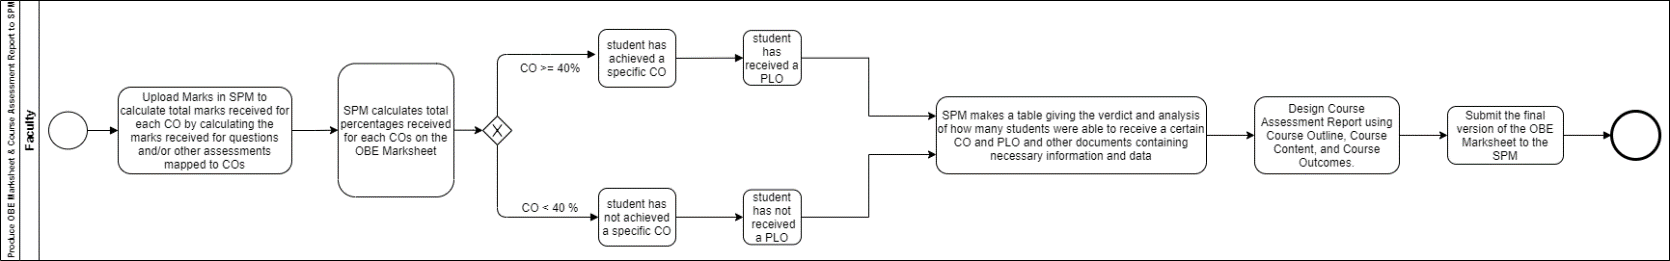 Produce OBE Marksheet & Course Assessment Report to SPM
Faculty
Upload Marks in SPM to
calculate total marks received for
each CO by calculating the
marks received for questions
and/or other assessments
mapped to COs
SPM calculates total
percentages received
for each COs on the
OBE Marksheet
X
CO >= 40%
student has
achieved a
specific CO
student
has
received a
PLO
CO < 40 %
student has
not achieved
a specific CO
student
has not
received
a PLO
SPM makes a table giving the verdict and analysis
of how many students were able to receive a certain
CO and PLO and other documents containing
necessary information and data
Design Course
Assessment Report using
Course Outline, Course
Content, and Course
Outcomes.
Submit the final
version of the OBE
Marksheet to the
SPM